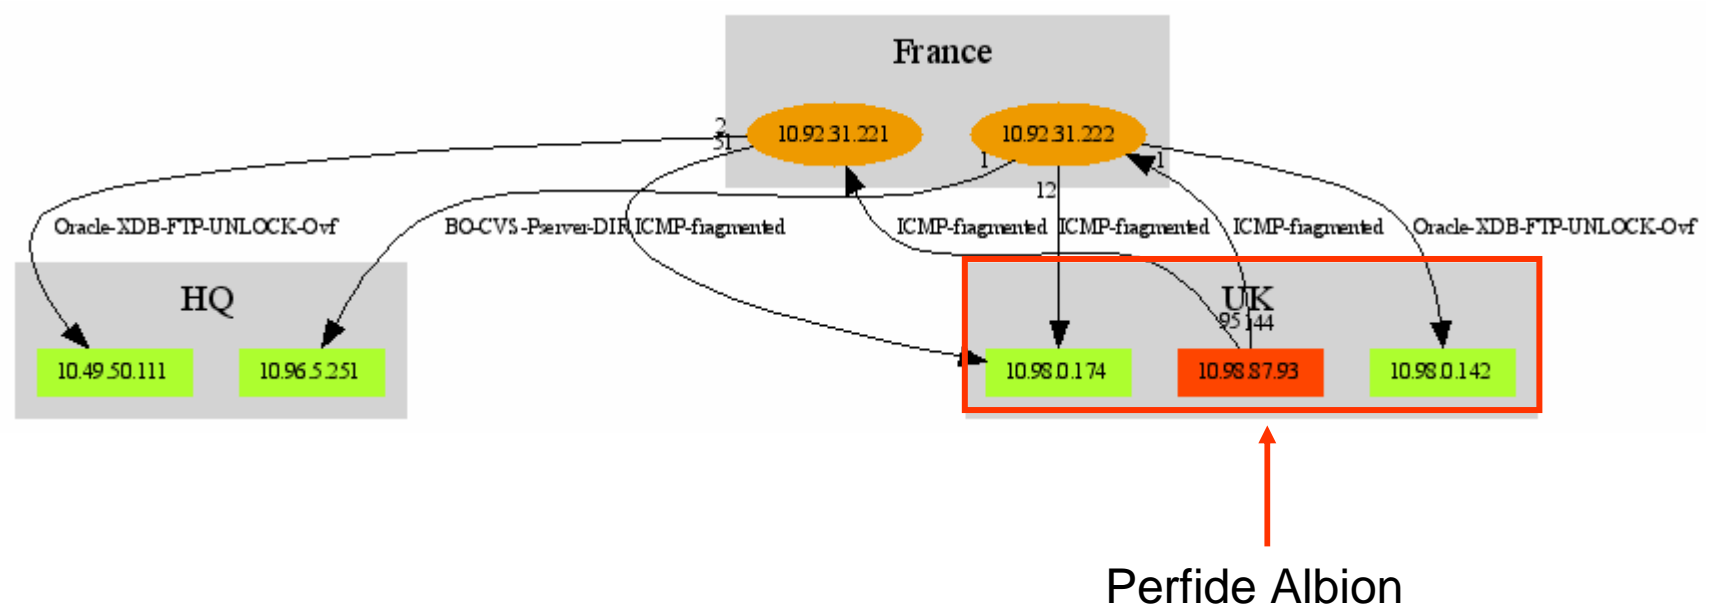 France
10.92.31.221
10.92.31.222
2
51
1
1
12
Oracle-XDB-FTP-UNLOCK-Ovf
BO-CVS-Pserver-DIR
ICMP-fragmented
ICMP-fragmented
ICMP-fragmented
ICMP-fragmented
Oracle-XDB-FTP-UNLOCK-Ovf
HQ
UK
95
144
10.49.50.111
10.96.5.251
10.98.0.174
10.98.87.93
10.98.0.142
Perfide Albion